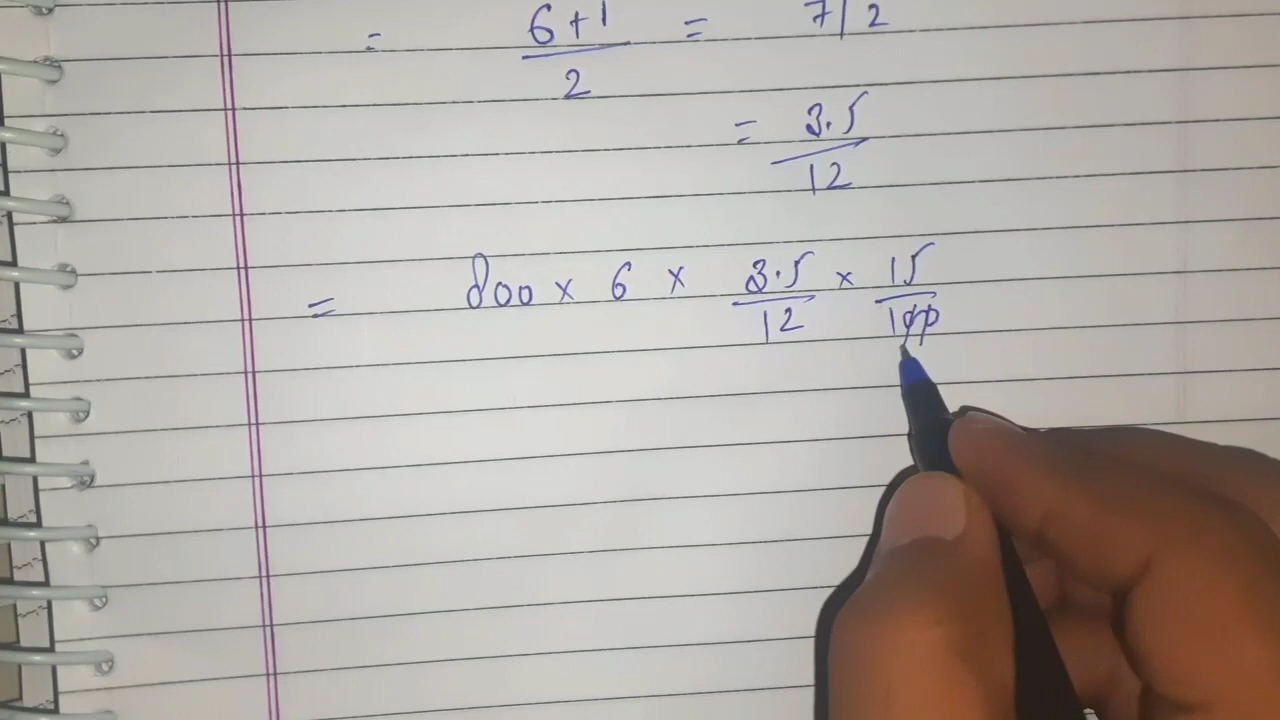 = 6+1/2 = 7/2
= 3.5/12
= 800 × 6 × 3.5/12 × 15/100